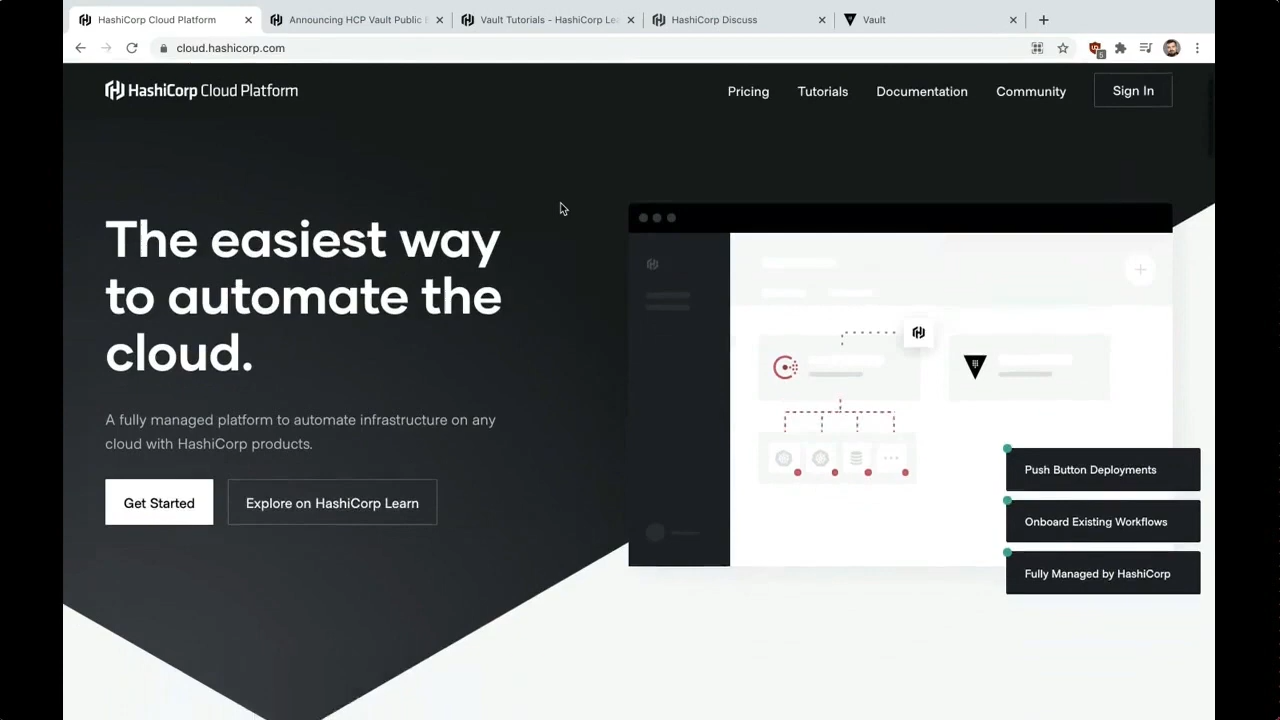 HashiCorp Cloud Platform
Announcing HCP Vault Public
Vault Tutorials - HashiCorp Le
HashiCorp Discuss
Vault
cloud.hashicorp.com
HashiCorp Cloud Platform
Pricing
Tutorials
Documentation
Community
Sign In
The easiest way
to automate the
cloud.
A fully managed platform to automate infrastructure on any
cloud with HashiCorp products.
Get Started
Explore on HashiCorp Learn
Push Button Deployments
Onboard Existing Workflows
Fully Managed by HashiCorp